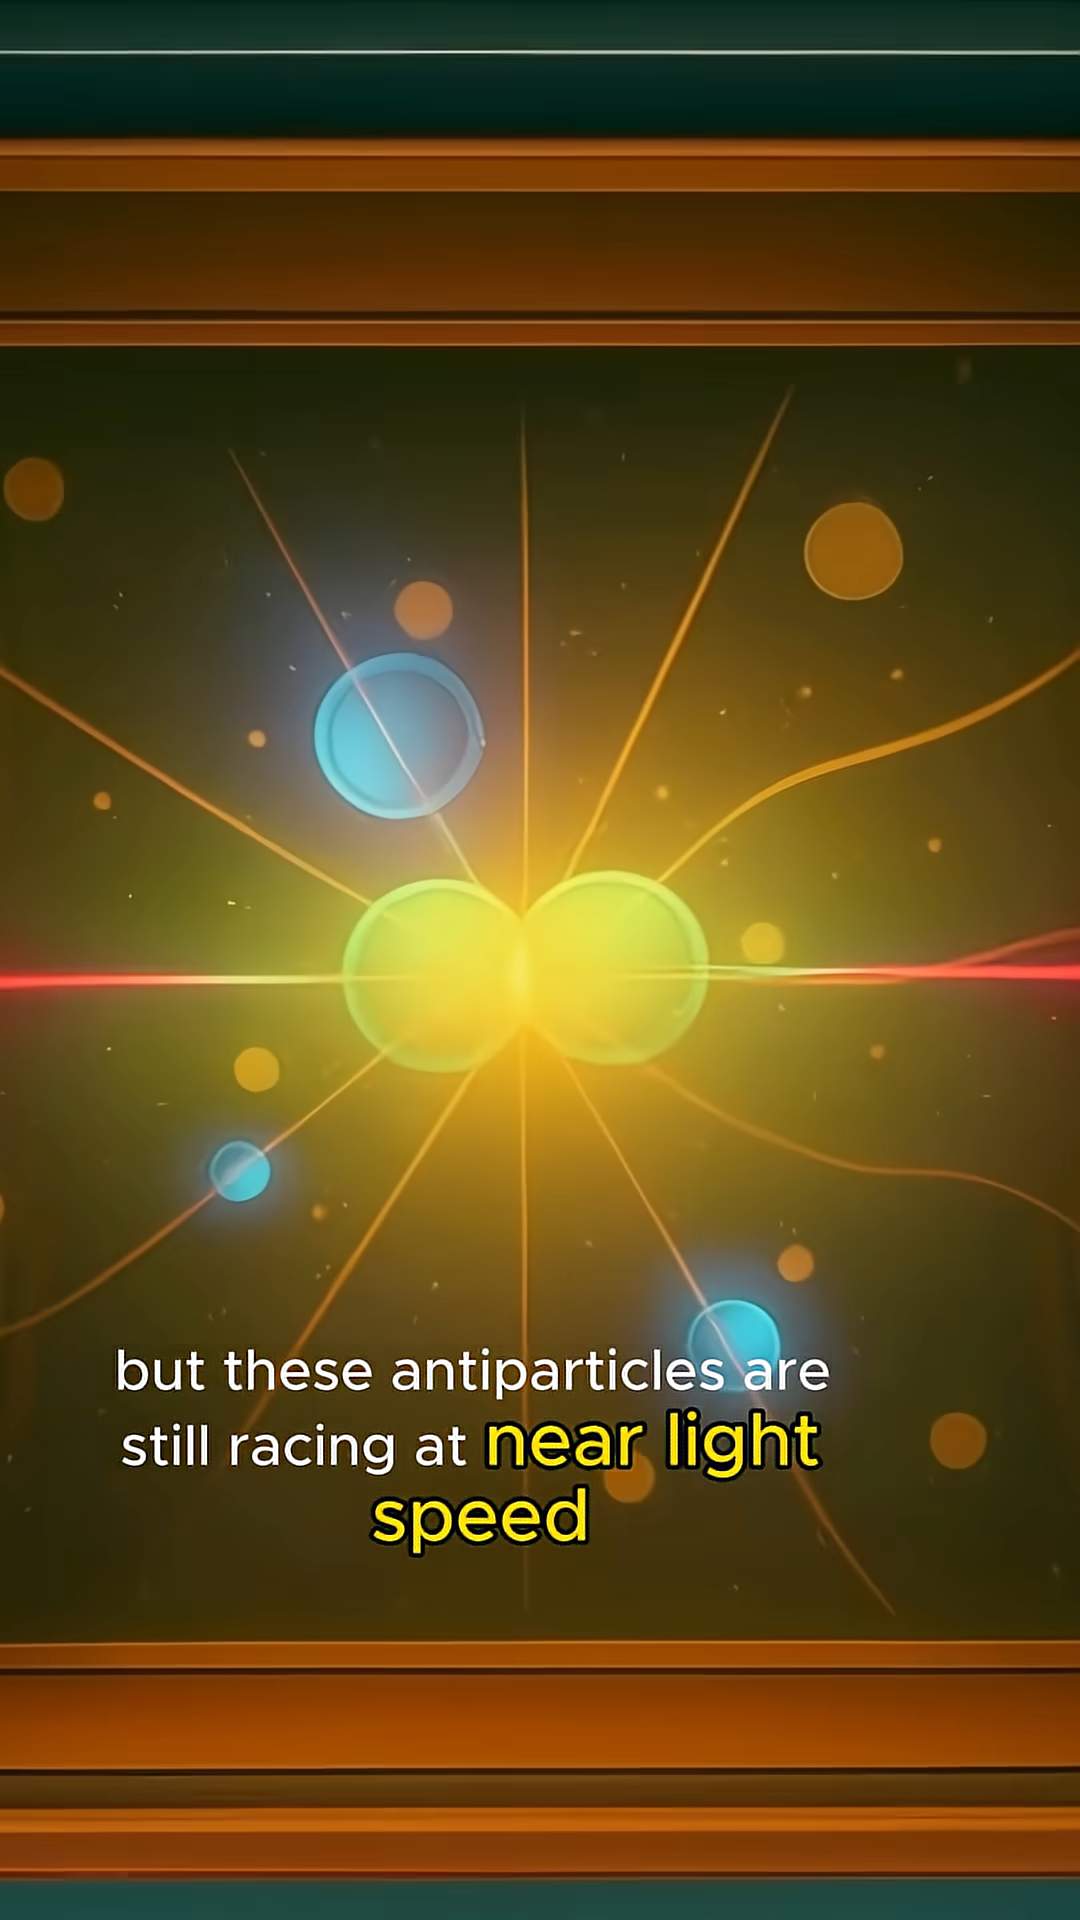 but these antiparticles are
still racing at near light
speed